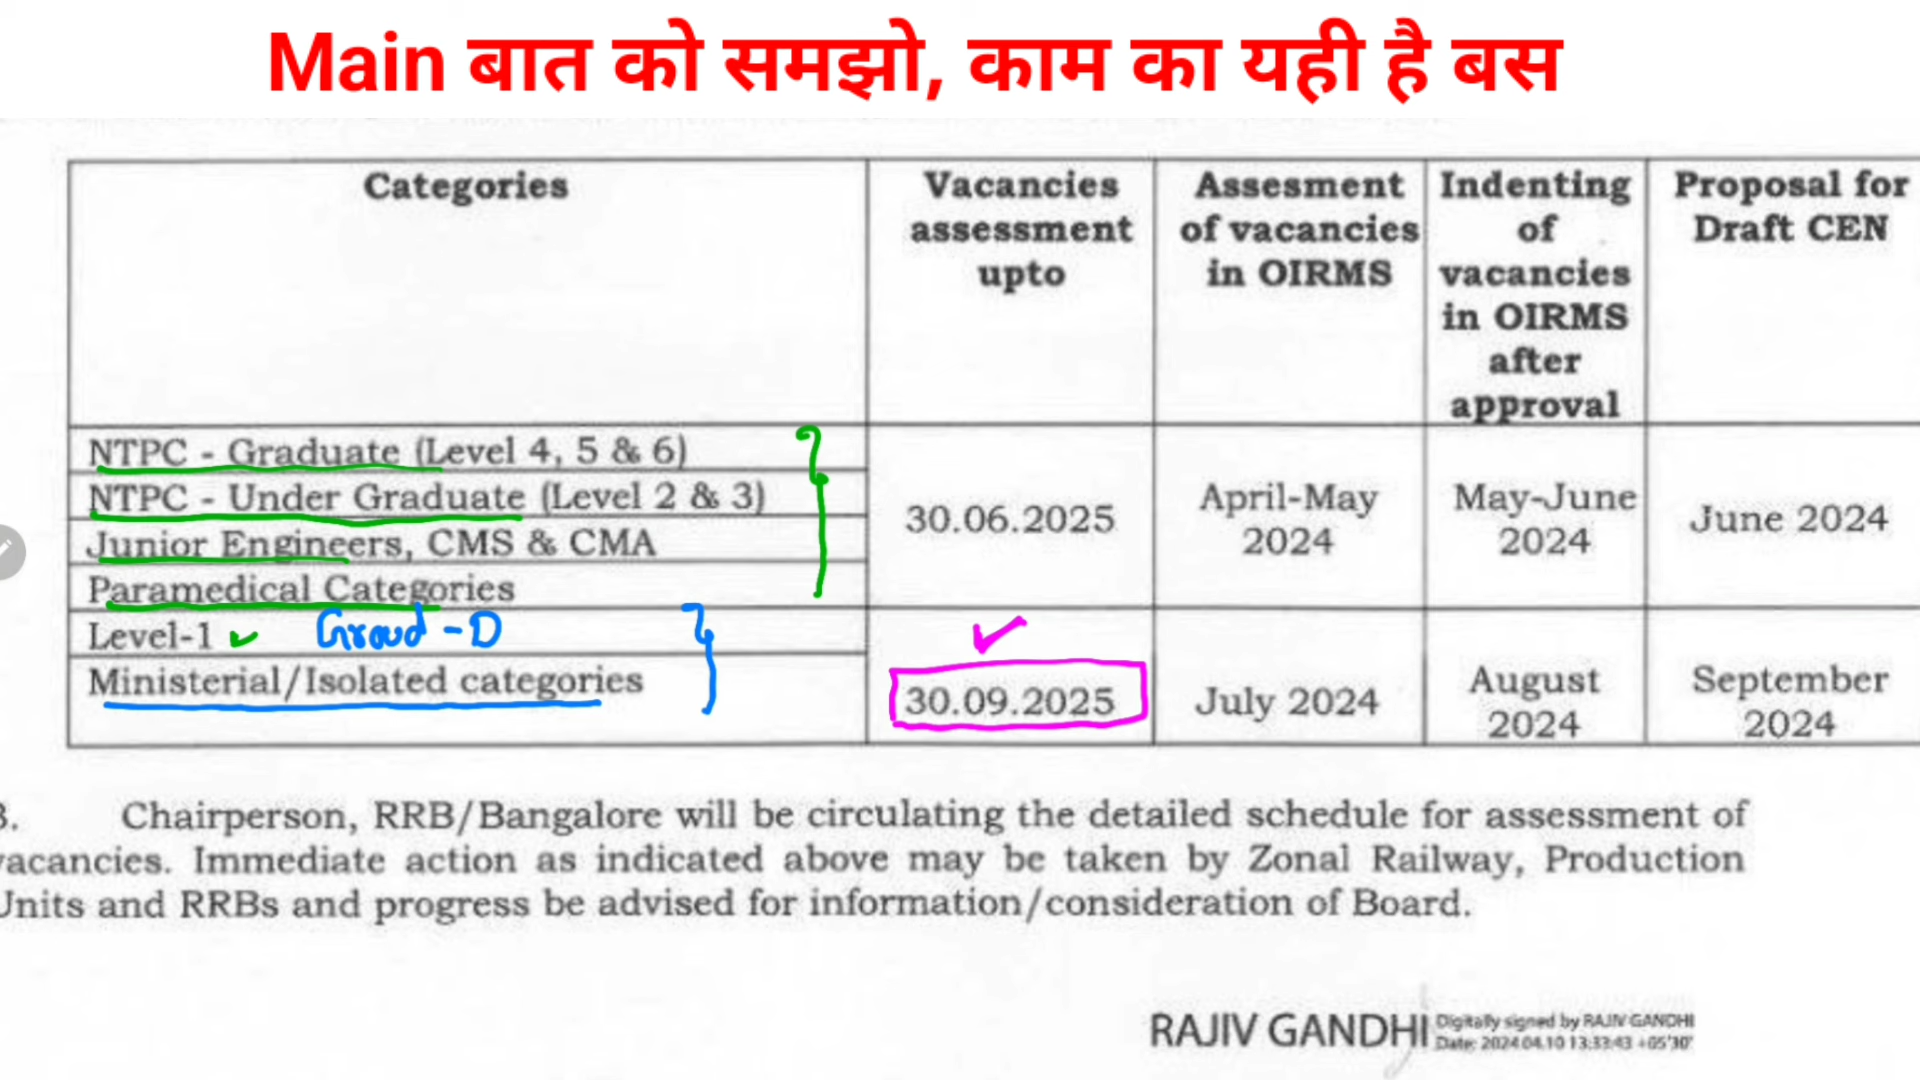 Main बात को समझो, काम का यही है बस
Categories
Vacancies
assessment
upto
Assesment
of vacancies
in OIRMS
Indenting
of
vacancies
in OIRMS
after
approval
Proposal for
Draft CEN
NTPC - Graduate (Level 4, 5 & 6)
NTPC - Under Graduate (Level 2 & 3)
Junior Engineers, CMS & CMA
Paramedical Categories
30.06.2025
April-May
2024
May-June
2024
June 2024
Level-1
Ministerial/Isolated categories
30.09.2025
July 2024
August
2024
September
2024
3. Chairperson, RRB/Bangalore will be circulating the detailed schedule for assessment of
vacancies. Immediate action as indicated above may be taken by Zonal Railway, Production
Units and RRBs and progress be advised for information/consideration of Board.
RAJIV GANDHI
Digitally signed by RAJIV GANDHI
Date: 2024.04.10 13:33:43 +05'30'